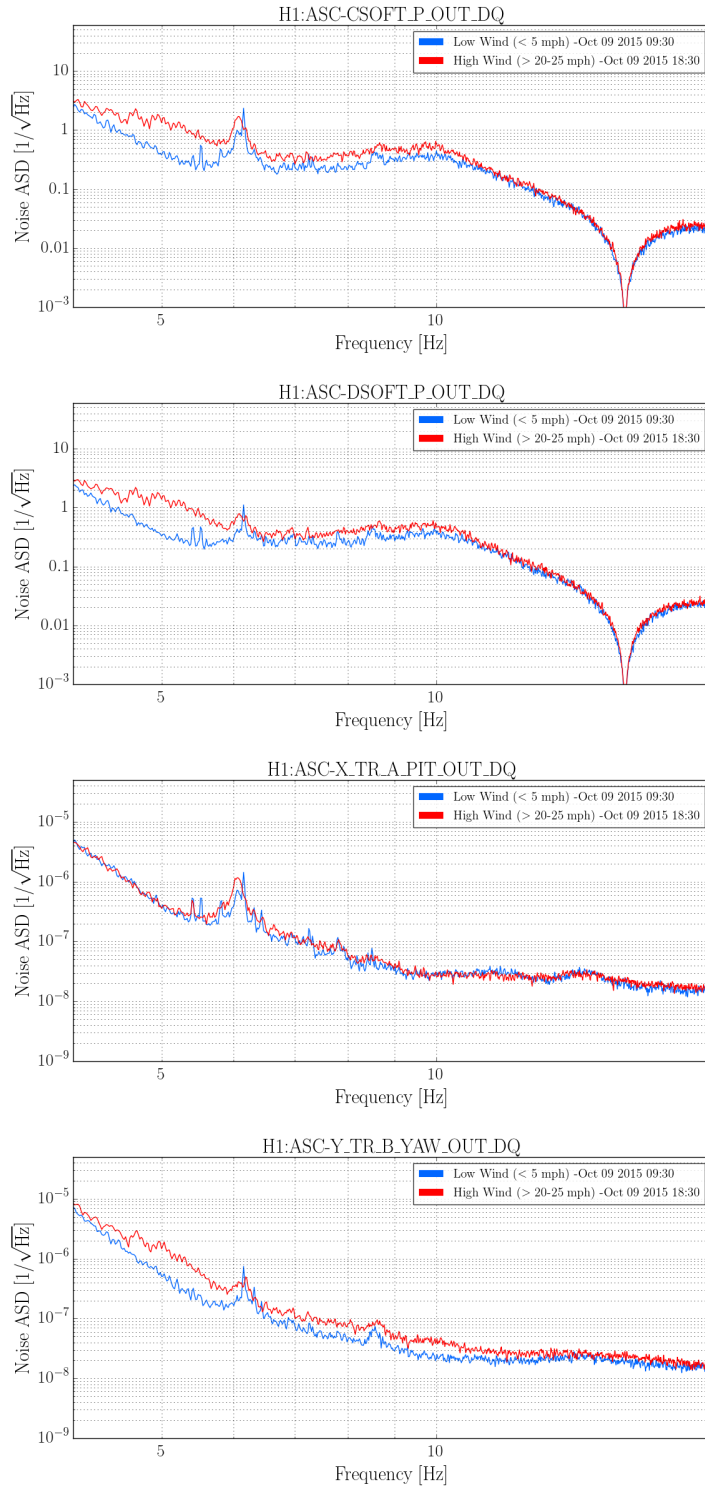 H1:ASC-CSOFT_P_OUT_DQ
Low Wind (< 5 mph) -Oct 09 2015 09:30
High Wind (> 20-25 mph) -Oct 09 2015 18:30
Noise ASD [1/√Hz]
10
1
0.1
0.01
10⁻³
5
10
Frequency [Hz]
H1:ASC-DSOFT_P_OUT_DQ
Low Wind (< 5 mph) -Oct 09 2015 09:30
High Wind (> 20-25 mph) -Oct 09 2015 18:30
Noise ASD [1/√Hz]
10
1
0.1
0.01
10⁻³
5
10
Frequency [Hz]
H1:ASC-X_TR_A_PIT_OUT_DQ
Low Wind (< 5 mph) -Oct 09 2015 09:30
High Wind (> 20-25 mph) -Oct 09 2015 18:30
Noise ASD [1/√Hz]
10⁻⁵
10⁻⁶
10⁻⁷
10⁻⁸
10⁻⁹
5
10
Frequency [Hz]
H1:ASC-Y_TR_B_YAW_OUT_DQ
Low Wind (< 5 mph) -Oct 09 2015 09:30
High Wind (> 20-25 mph) -Oct 09 2015 18:30
Noise ASD [1/√Hz]
10⁻⁵
10⁻⁶
10⁻⁷
10⁻⁸
10⁻⁹
5
10
Frequency [Hz]